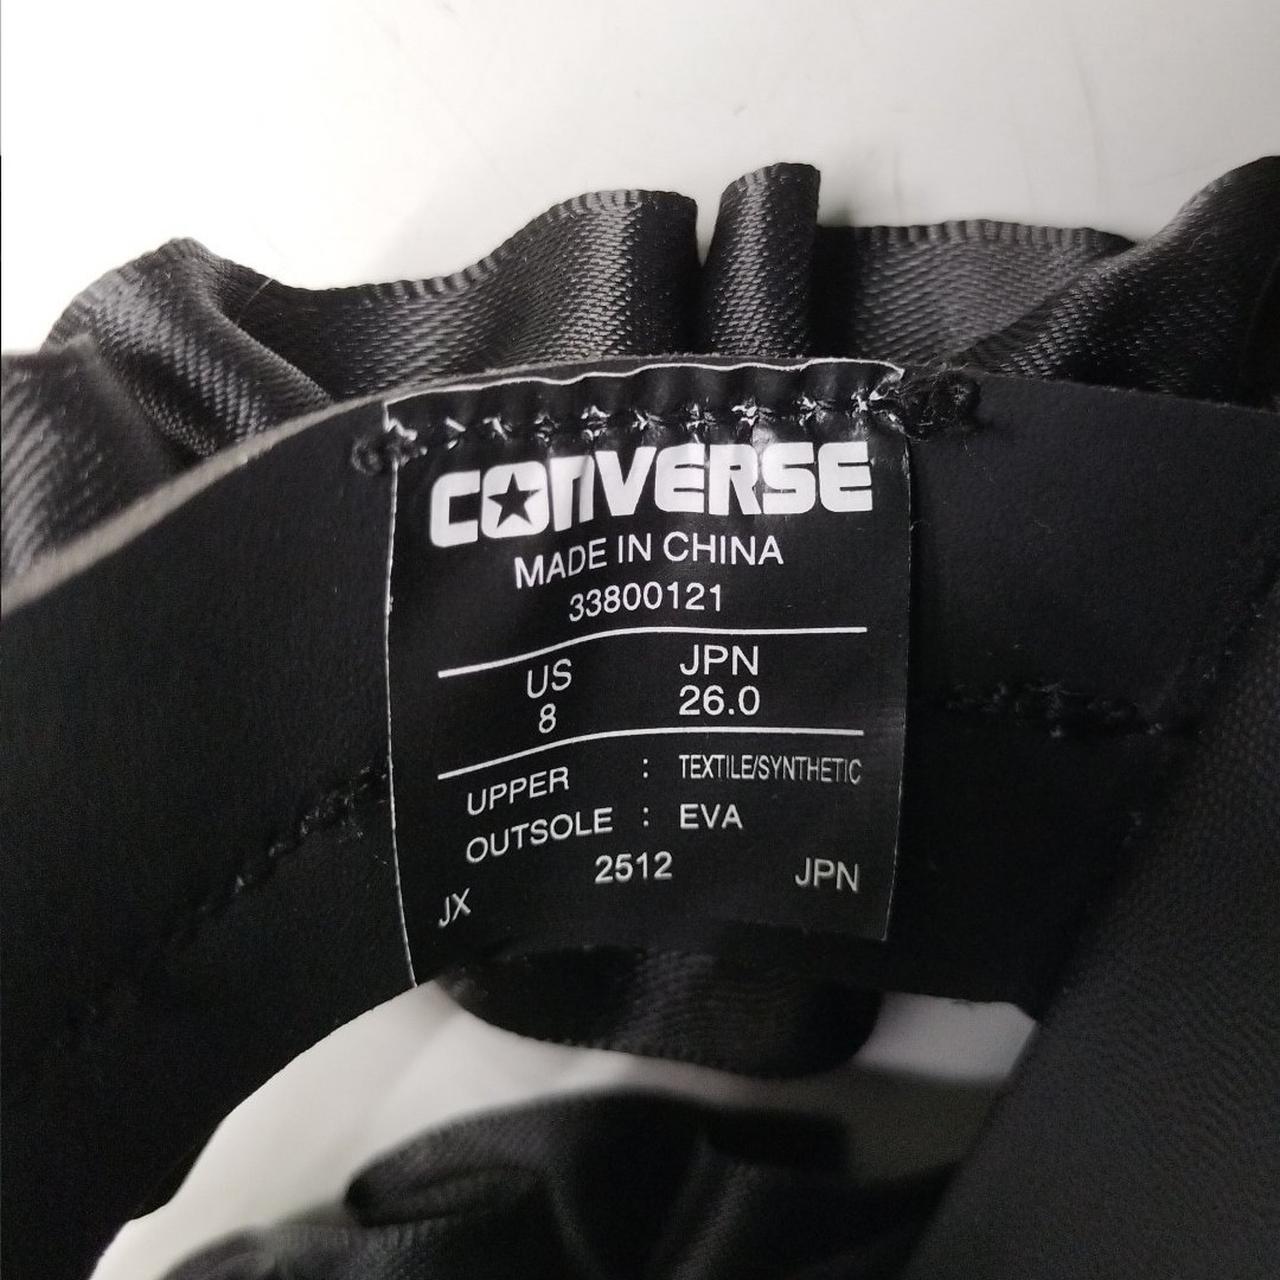 CONVERSE
MADE IN CHINA
33800121
US JPN
8 26.0
UPPER : TEXTILE/SYNTHETIC
OUTSOLE : EVA
JX 2512 JPN